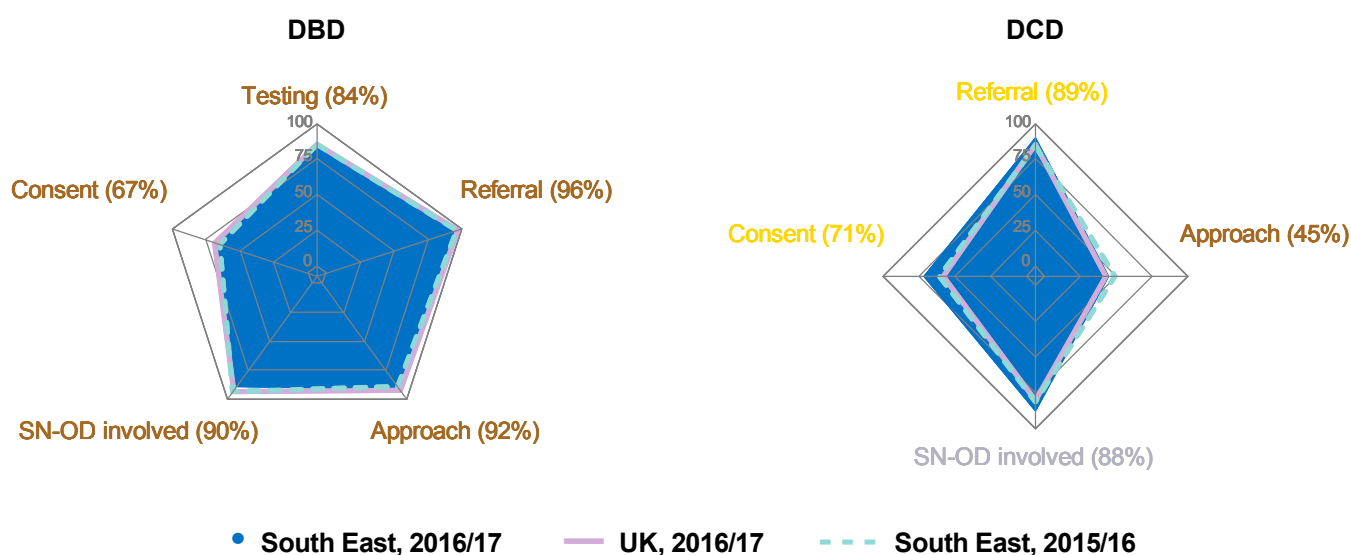 DBD
DCD
Testing (84%)
Referral (89%)
100
100
75
75
Consent (67%)
Referral (96%)
50
50
Consent (71%)
Approach (45%)
25
25
0
0
SN-OD involved (90%)
Approach (92%)
SN-OD involved (88%)
South East, 2016/17
UK, 2016/17
South East, 2015/16